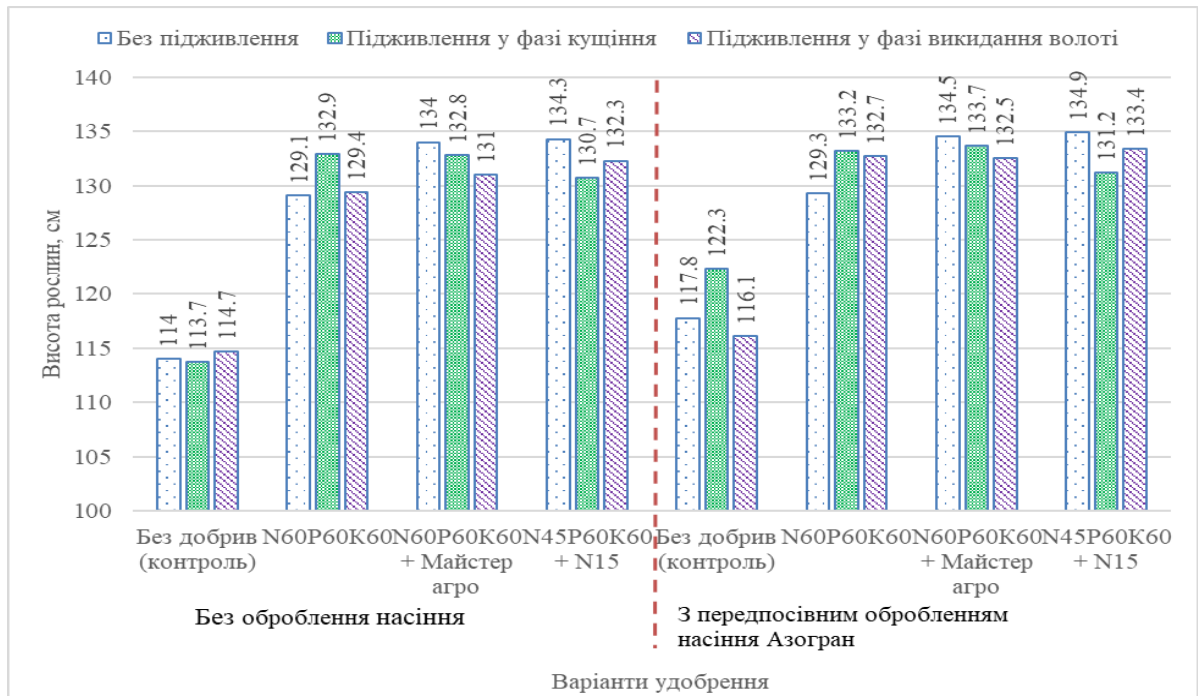 Без підживлення Підживлення у фазі кущіння Підживлення у фазі викидання волоті
Висота рослин, см
140
135
130
125
120
115
110
105
100
114
113.7
114.7
129.1
132.9
129.4
134
132.8
131
134.3
130.7
132.3
117.8
122.3
116.1
129.3
133.2
132.7
134.5
133.7
132.5
134.9
131.2
133.4
Без добрив
(контроль)
N60P60K60
N60P60K60
+ Майстер
агро
N45P60K60
+ N15
Без добрив
(контроль)
N60P60K60
N60P60K60
+ Майстер
агро
N45P60K60
+ N15
Без оброблення насіння
З передпосівним обробленням
насіння Азогран
Варіанти удобрення